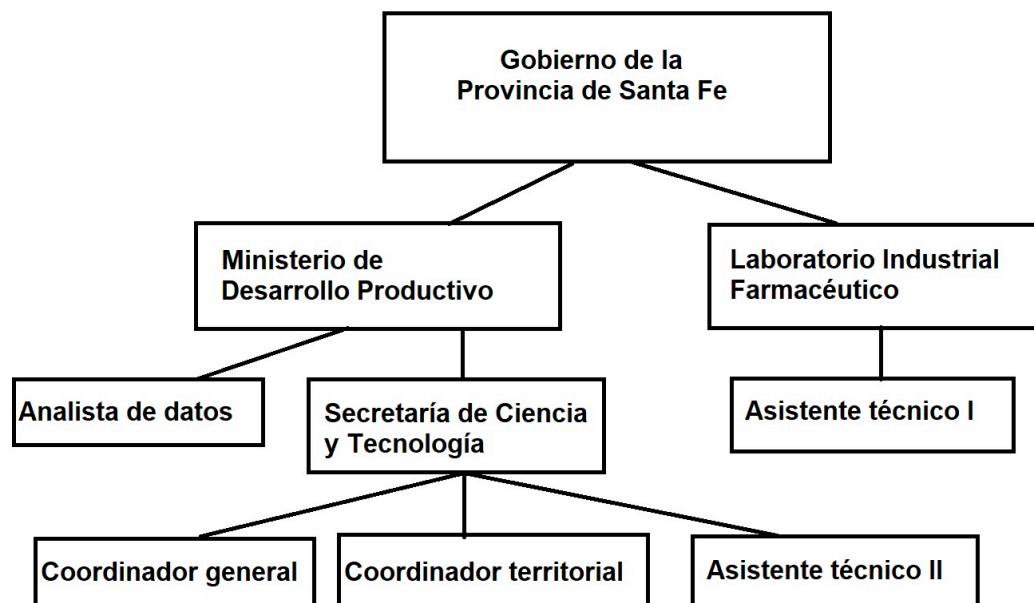 Gobierno de la
Provincia de Santa Fe
Ministerio de
Desarrollo Productivo
Laboratorio Industrial
Farmacéutico
Analista de datos
Secretaría de Ciencia
y Tecnología
Asistente técnico I
Coordinador general
Coordinador territorial
Asistente técnico II